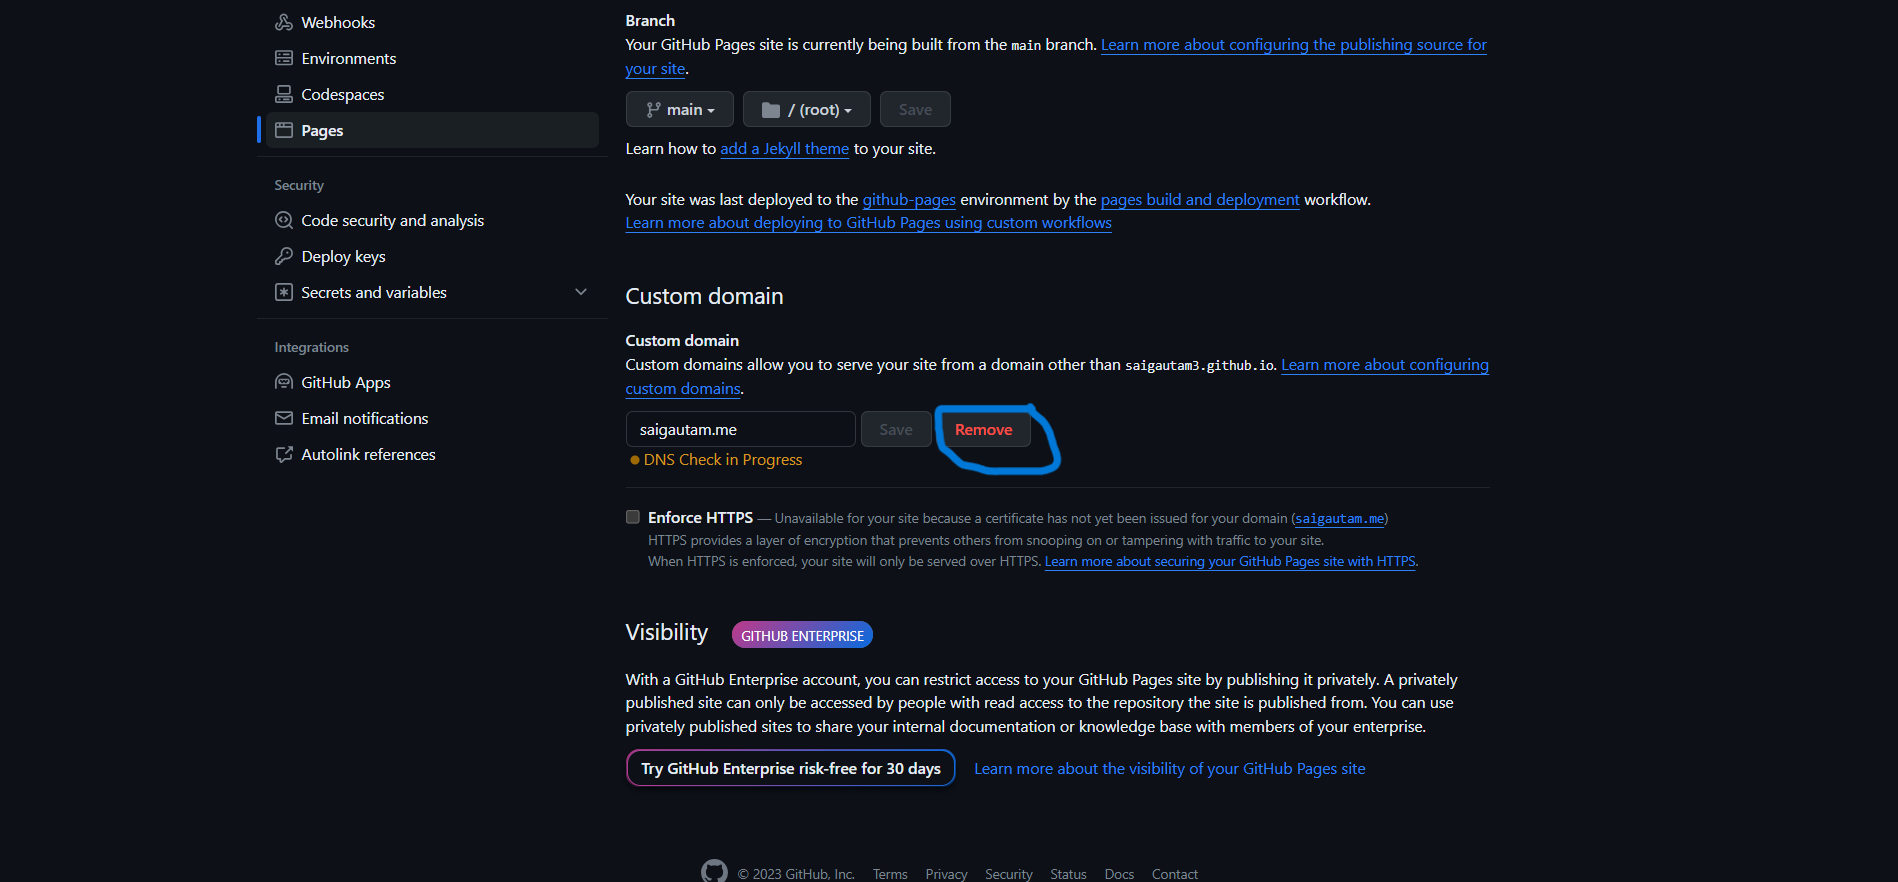 Webhooks
Environments
Codespaces
Pages
Security
Code security and analysis
Deploy keys
Secrets and variables
Integrations
GitHub Apps
Email notifications
Autolink references
Branch
Your GitHub Pages site is currently being built from the main branch. Learn more about configuring the publishing source for
your site.
main
/ (root)
Save
Learn how to add a Jekyll theme to your site.
Your site was last deployed to the github-pages environment by the pages build and deployment workflow.
Learn more about deploying to GitHub Pages using custom workflows
Custom domain
Custom domain
Custom domains allow you to serve your site from a domain other than saigautam3.github.io. Learn more about configuring
custom domains.
saigautam.me
Save
Remove
DNS Check in Progress
Enforce HTTPS — Unavailable for your site because a certificate has not yet been issued for your domain (saigautam.me)
HTTPS provides a layer of encryption that prevents others from snooping on or tampering with traffic to your site.
When HTTPS is enforced, your site will only be served over HTTPS. Learn more about securing your GitHub Pages site with HTTPS.
Visibility
GITHUB ENTERPRISE
With a GitHub Enterprise account, you can restrict access to your GitHub Pages site by publishing it privately. A privately
published site can only be accessed by people with read access to the repository the site is published from. You can use
privately published sites to share your internal documentation or knowledge base with members of your enterprise.
Try GitHub Enterprise risk-free for 30 days
Learn more about the visibility of your GitHub Pages site
© 2023 GitHub, Inc.
Terms
Privacy
Security
Status
Docs
Contact